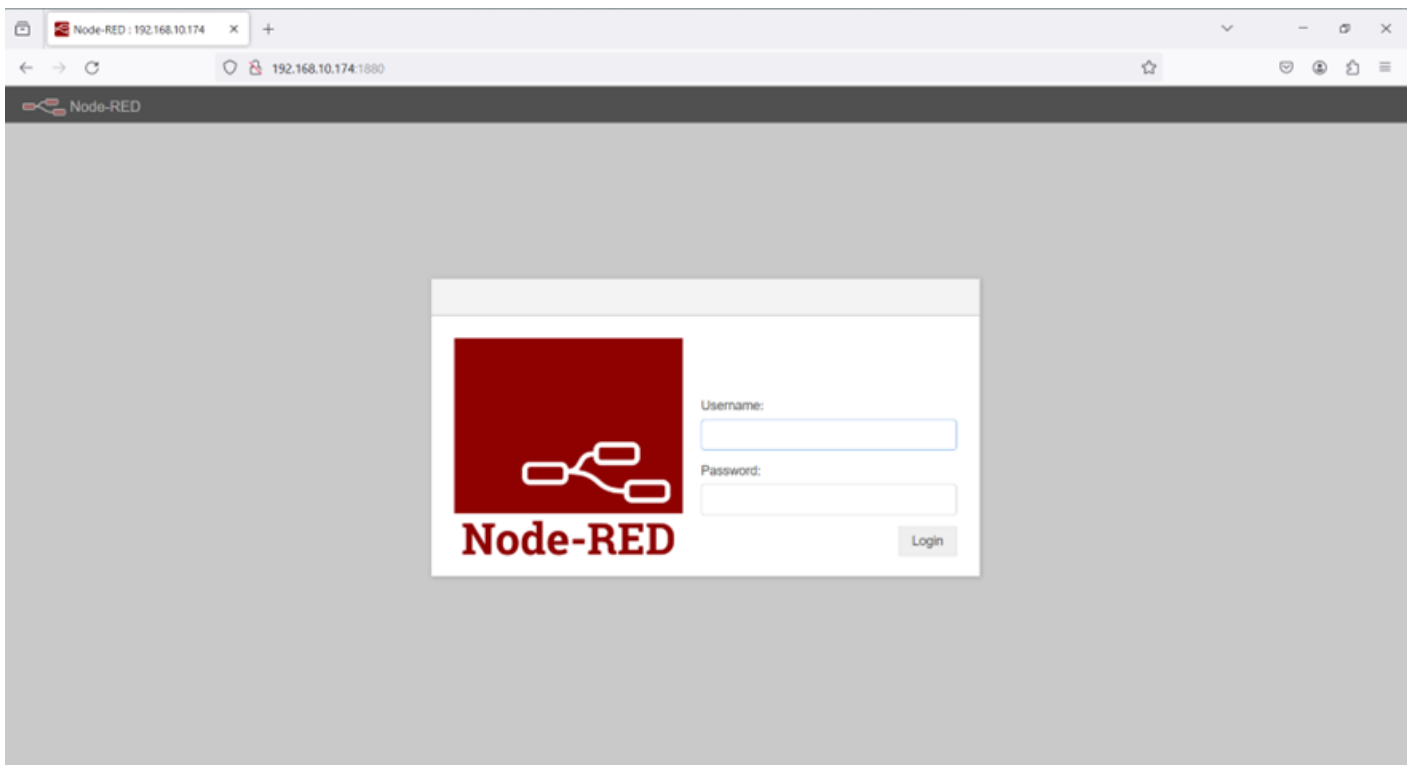 Node-RED : 192.168.10.174
192.168.10.174:1880
Node-RED
Username:
Password:
Node-RED
Login